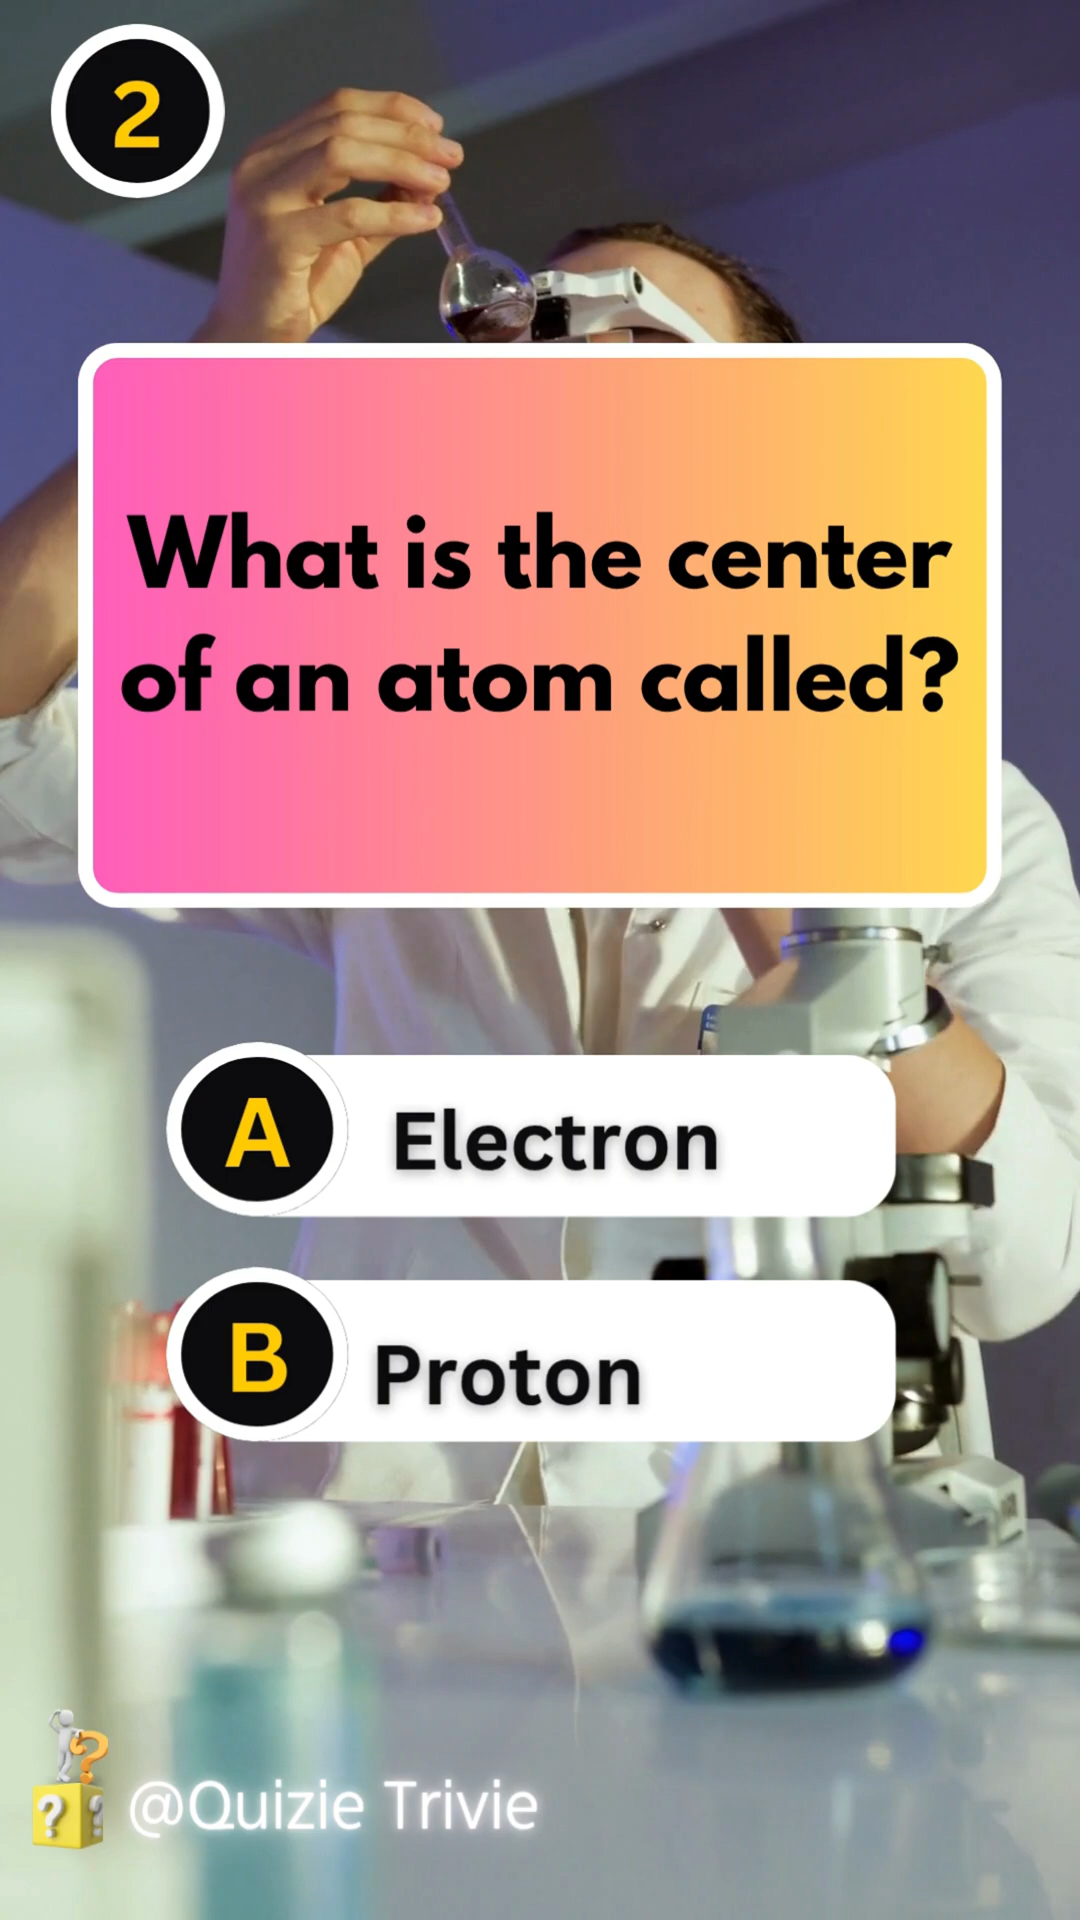 2
What is the center
of an atom called?
A Electron
B Proton
@Quizie Trivie